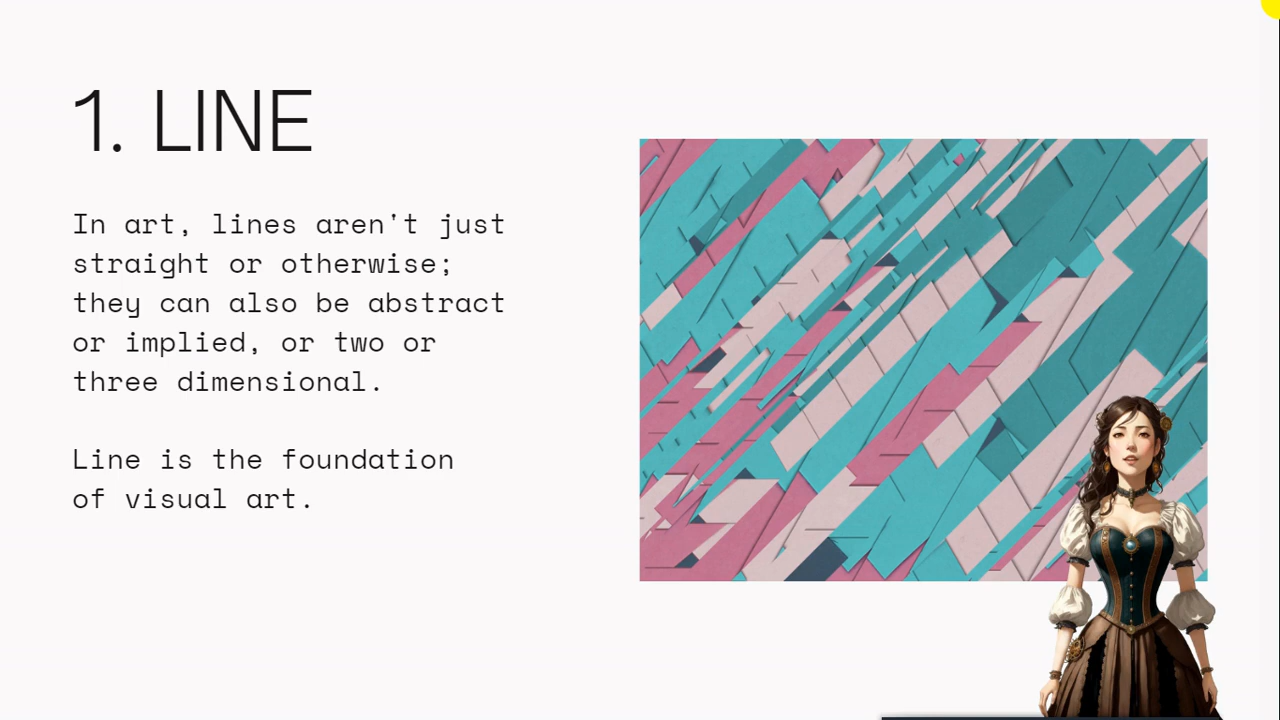 1. LINE
In art, lines aren't just
straight or otherwise;
they can also be abstract
or implied, or two or
three dimensional.
Line is the foundation
of visual art.